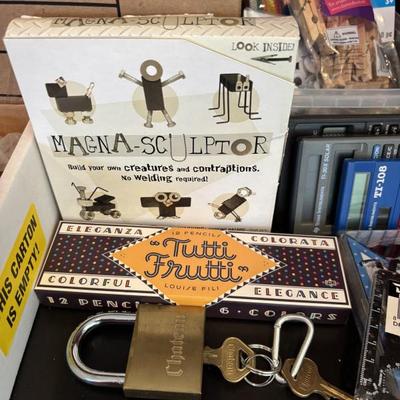 MAGNA-SCULPTOR
LOOK INSIDE!
MAGNA-SCULPTOR
Build your own creatures and contraptions.
No Welding required!
TI-108
THIS CARTON
IS EMPTY!
ELEGANZA
COLORATA
12 PENCILS
"Tutti
Frutti"
LOUISE FILI
COLORFUL
ELEGANCE
12 PENCILS
6 COLORS